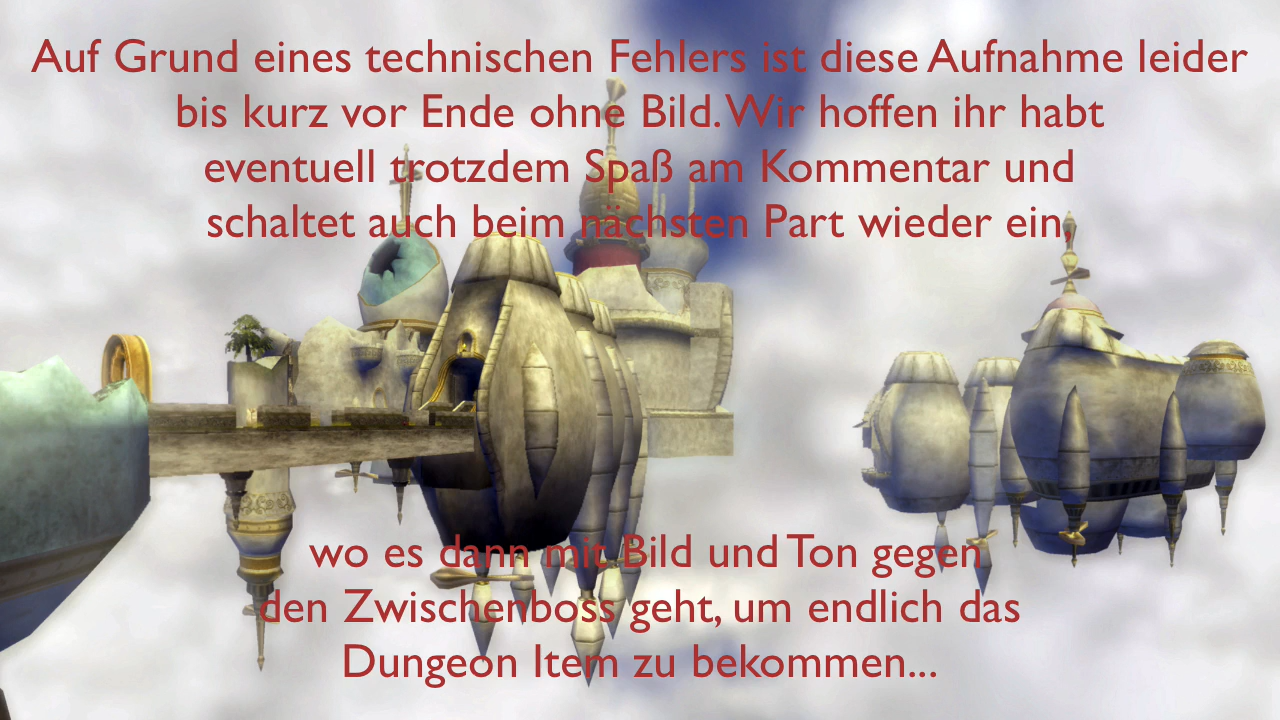 Auf Grund eines technischen Fehlers ist diese Aufnahme leider
bis kurz vor Ende ohne Bild. Wir hoffen ihr habt
eventuell trotzdem Spaß am Kommentar und
schaltet auch beim nächsten Part wieder ein,
wo es dann mit Bild und Ton gegen
den Zwischenboss geht, um endlich das
Dungeon Item zu bekommen...